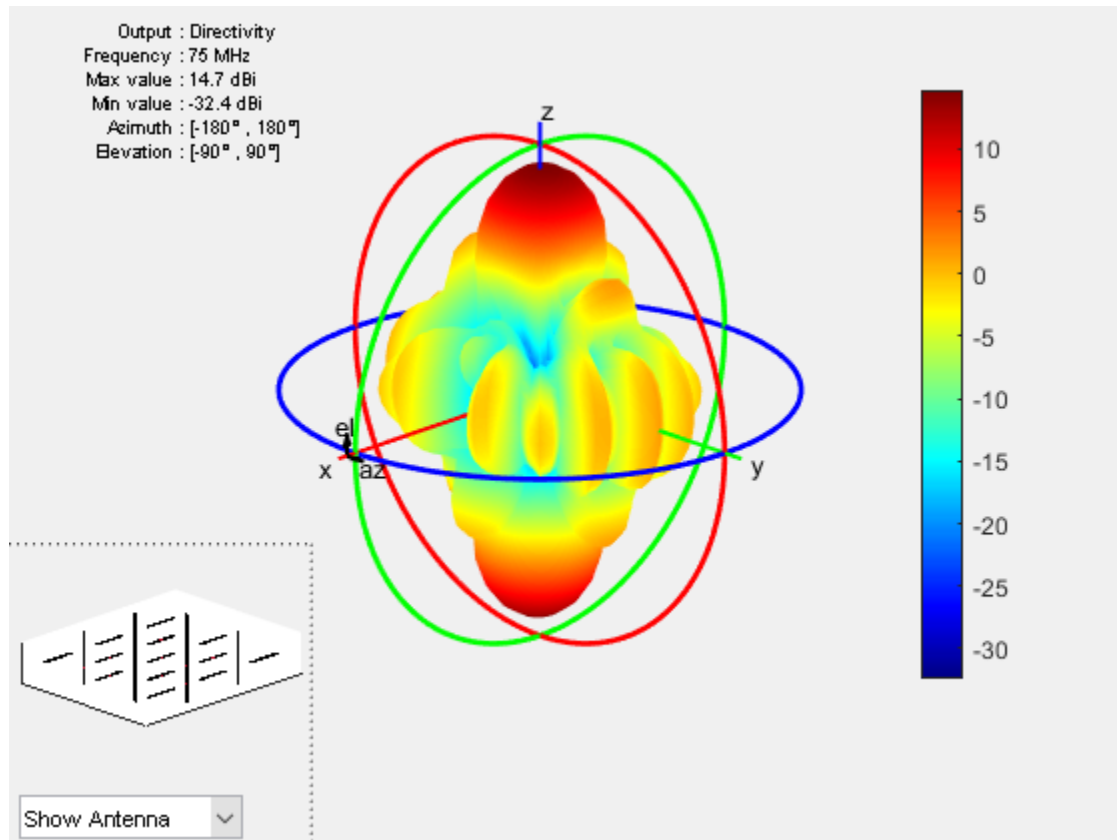 Output : Directivity
Frequency : 75 MHz
Max value : 14.7 dBi
Min value : -32.4 dBi
Azimuth : [-180° , 180°]
Elevation : [-90° , 90°]
z
10
5
0
-5
-10
-15
-20
-25
-30
el
x
az
y
Show Antenna